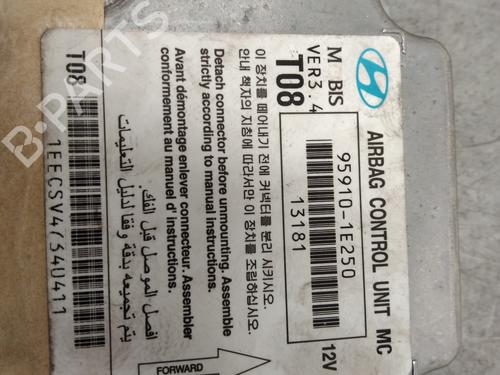 AIRBAG CONTROL UNIT MC
M BIS
VER3.4
T08
95910-1E250
13181
12V
이 장치를 떼어내기 전에 커넥터를 분리 시키시오.
안내 책자의 지침에 따라서만 이 장치를 조립하십시오.
Detach connector before unmounting. Assemble
strictly according to manual instructions.
Avant démontage enlever connecteur. Assembler
conformement au manuel d' instructions.
افصل الموصل قبل الفك.
يتم تجميعه بدقة وفقا لدليل التعليمات
FORWARD
T08
1EECSV47340411
B-PARTS